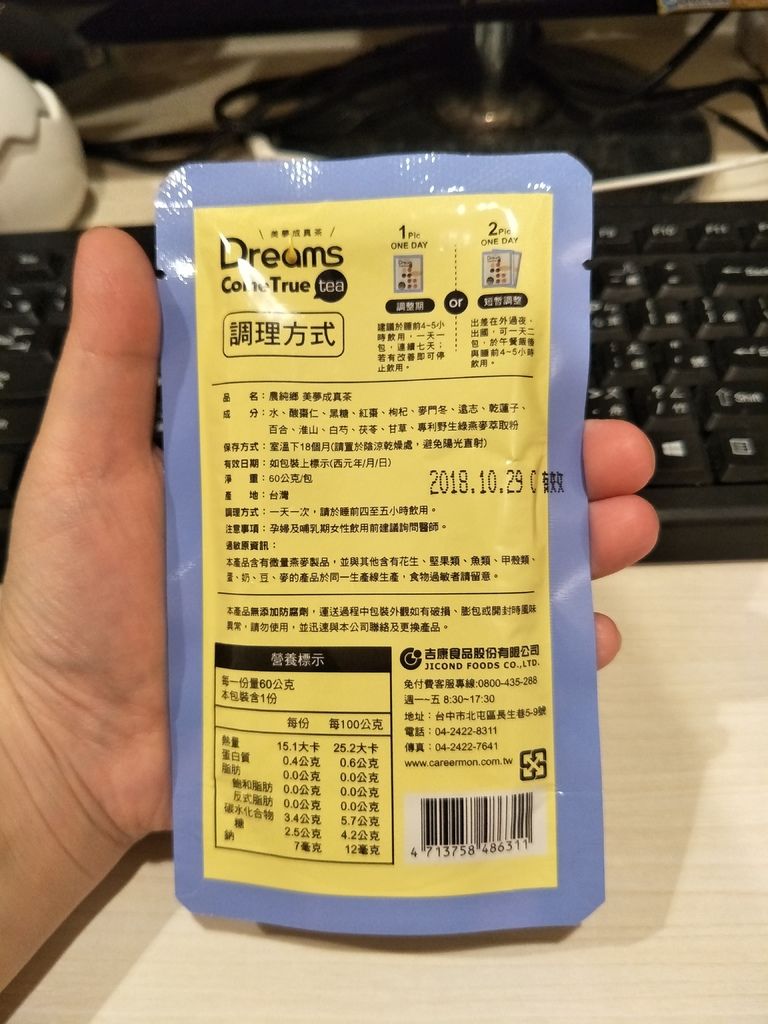 美夢成真茶
Dreams
Come True tea
調理方式
1 Pic
ONE DAY
調整期
建議於睡前4~5小
時飲用，一天一
包，連續七天；
若有改善即可停
止飲用。
or
2 Pic
ONE DAY
短暫調整
出差在外過夜、
出國，可一天二
包，於午餐飯後
與睡前4~5小時
飲用。
品　名：農純鄉 美夢成真茶
成　分：水、酸棗仁、黑糖、紅棗、枸杞、麥門冬、遠志、乾蓮子、
百合、淮山、白芍、茯苓、甘草、專利野生綠燕麥萃取粉
保存方式：室溫下18個月(請置於陰涼乾燥處，避免陽光直射)
有效日期：如包裝上標示(西元年/月/日)
淨　重：60公克/包
2018.10.29 C 有效
產　地：台灣
調理方式：一天一次，請於睡前四至五小時飲用。
注意事項：孕婦及哺乳期女性飲用前建議詢問醫師。
過敏原資訊：
本產品含有微量燕麥製品，並與其他含有花生、堅果類、魚類、甲殼類、
蛋、奶、豆、麥的產品於同一生產線生產，食物過敏者請留意。
本產品無添加防腐劑，運送過程中包裝外觀如有破損、膨包或開封時風味
異常，請勿使用，並迅速與本公司聯絡及更換產品。
營養標示
每一份量60公克
本包裝含1份
每份　每100公克
熱量　15.1大卡　25.2大卡
蛋白質　0.4公克　0.6公克
脂肪　0.0公克　0.0公克
飽和脂肪　0.0公克　0.0公克
反式脂肪　0.0公克　0.0公克
碳水化合物　3.4公克　5.7公克
糖　2.5公克　4.2公克
鈉　7毫克　12毫克
吉康食品股份有限公司
JICOND FOODS CO.,LTD.
免付費客服專線:0800-435-288
週一~五 8:30~17:30
地址：台中市北屯區長生巷5-9號
電話：04-2422-8311
傳真：04-2422-7641
www.careermon.com.tw
4 713758 486311